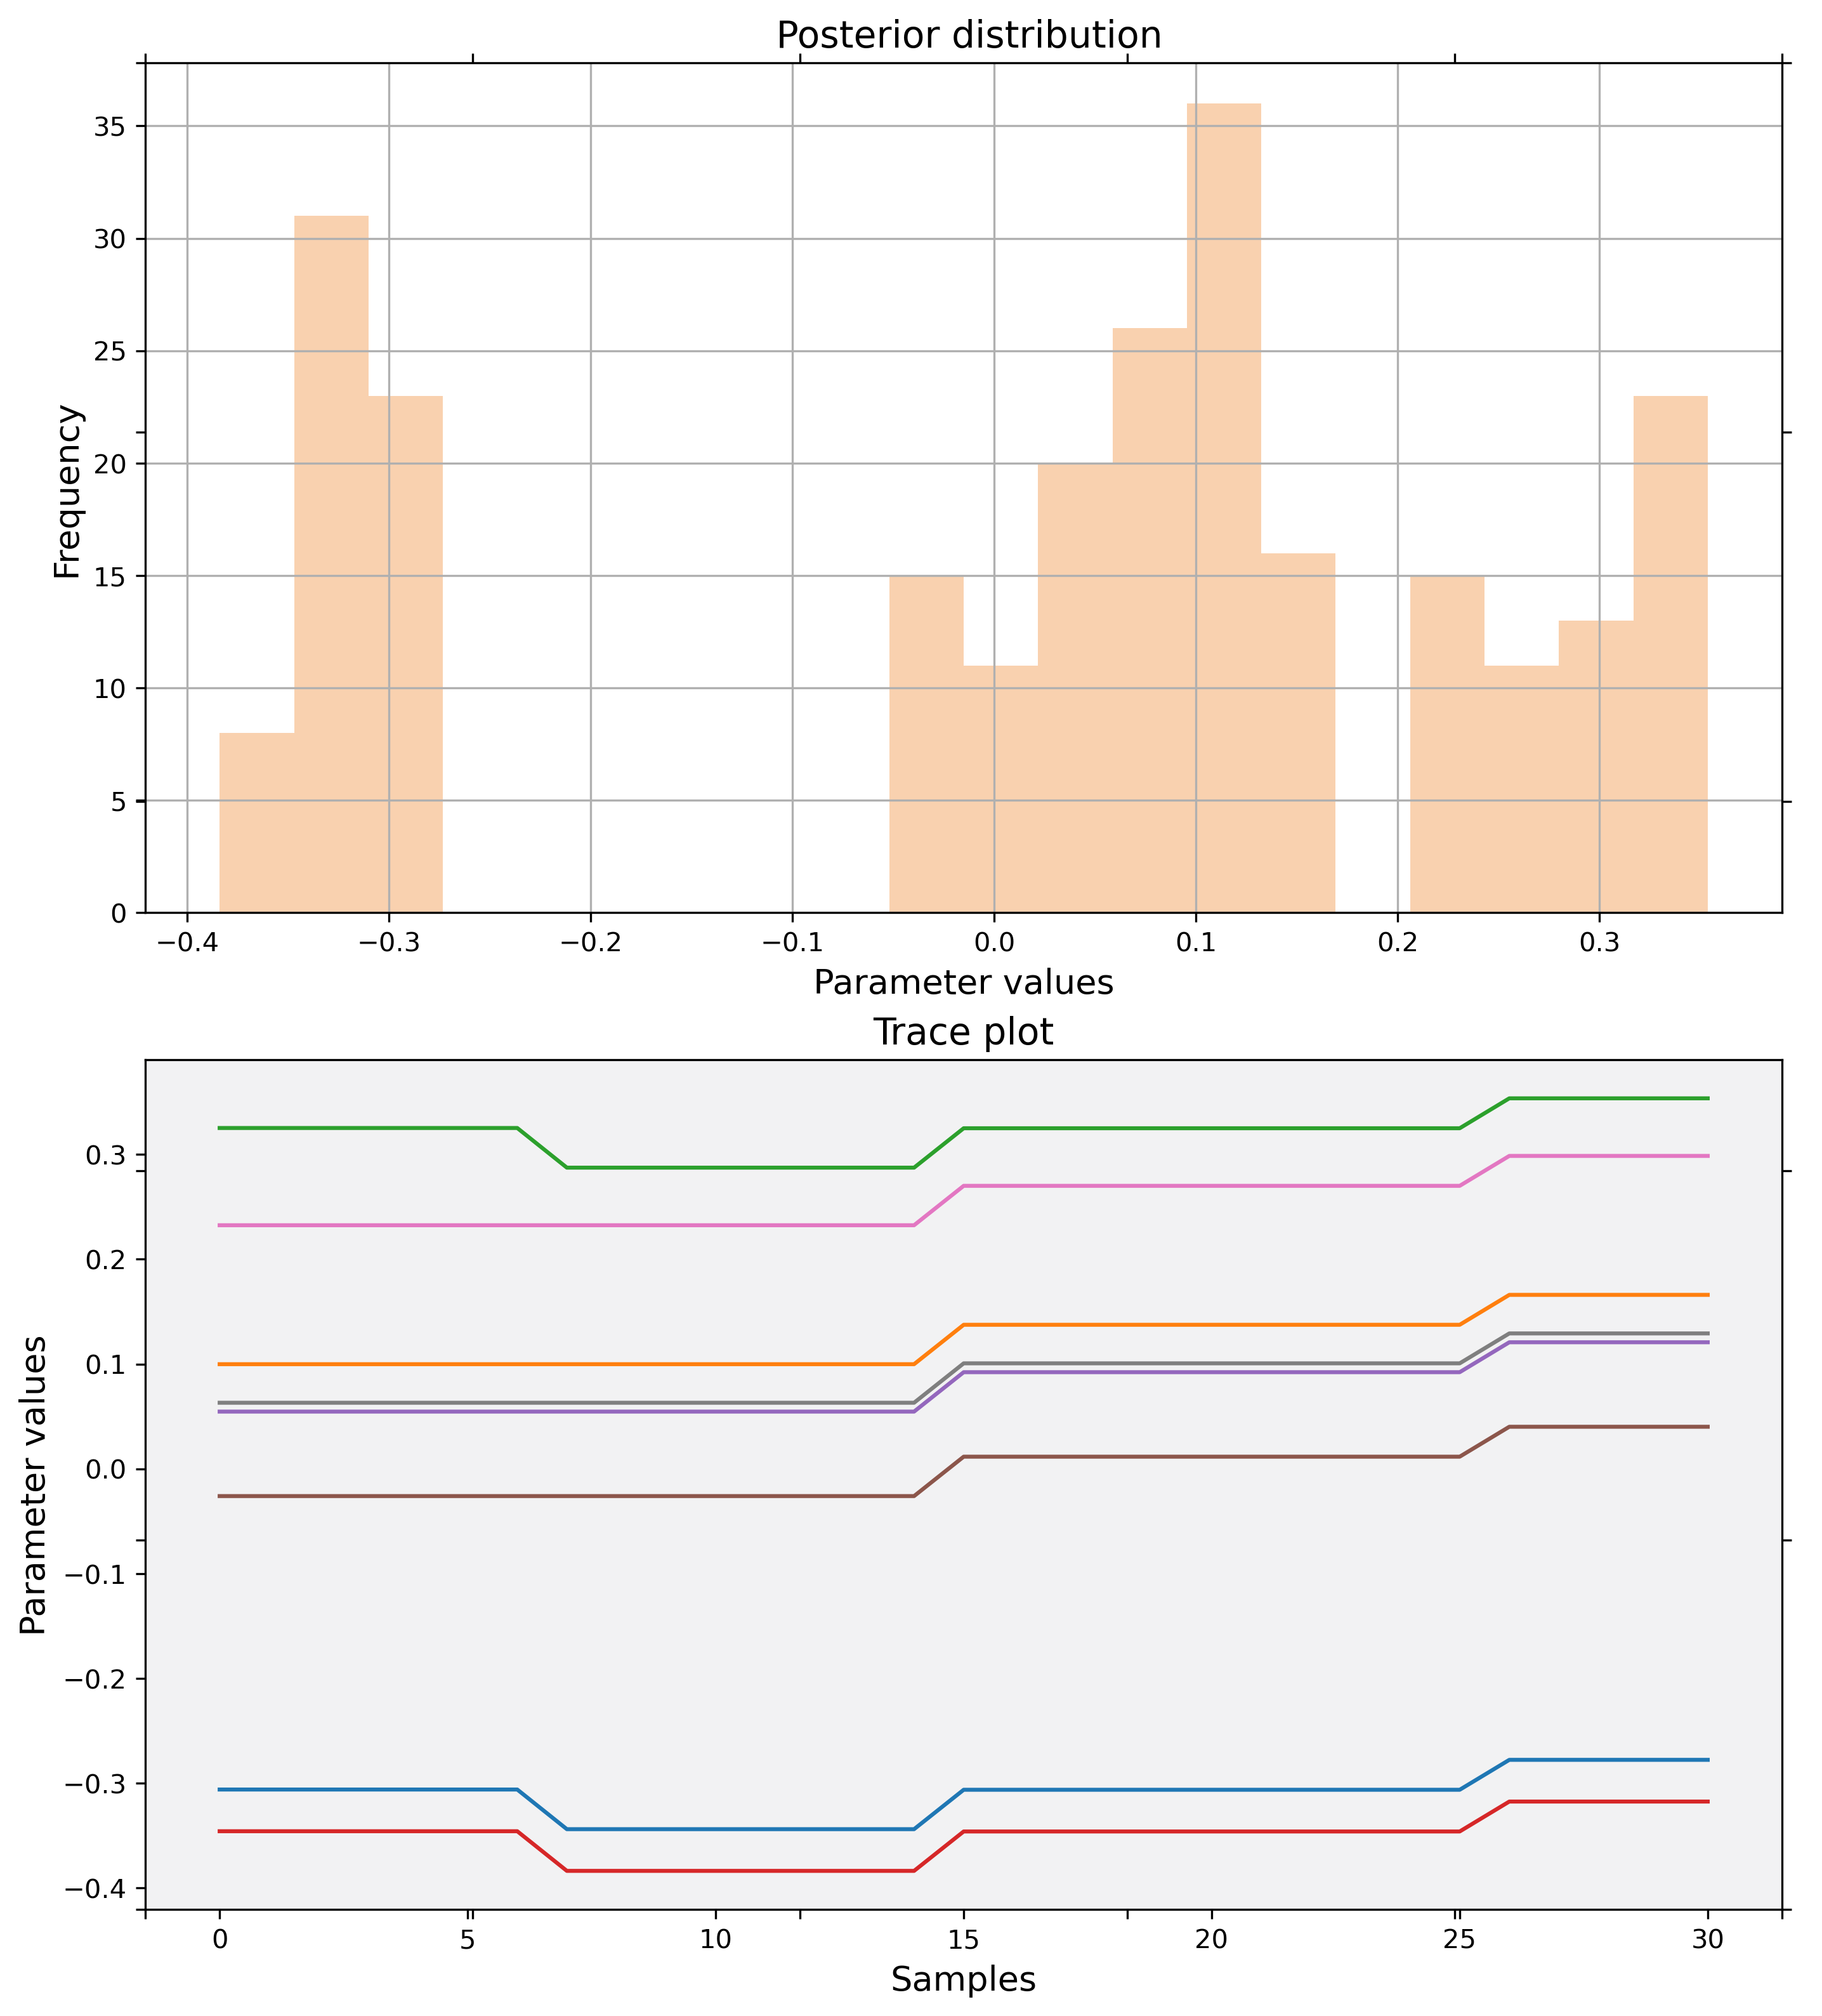 Posterior distribution
35
30
25
20
15
10
5
0
Frequency
−0.4 −0.3 −0.2 −0.1 0.0 0.1 0.2 0.3
Parameter values
Trace plot
0.3
0.2
0.1
0.0
−0.1
−0.2
−0.3
−0.4
Parameter values
0 5 10 15 20 25 30
Samples